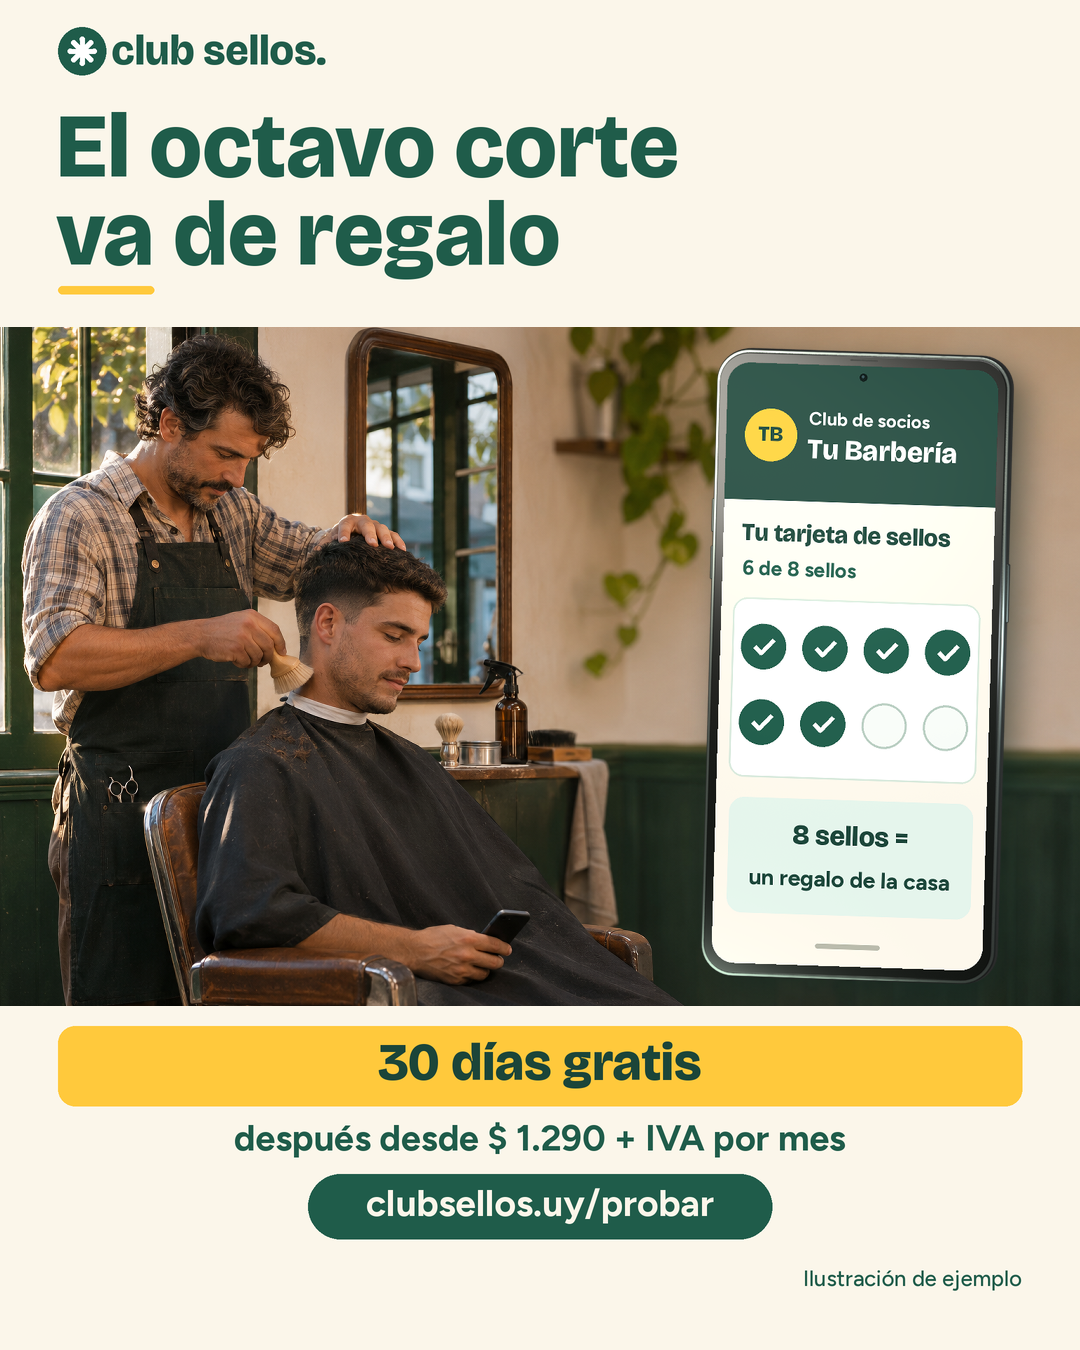 club sellos.
El octavo corte
va de regalo
TB
Club de socios
Tu Barbería
Tu tarjeta de sellos
6 de 8 sellos
8 sellos =
un regalo de la casa
30 días gratis
después desde $ 1.290 + IVA por mes
clubsellos.uy/probar
Ilustración de ejemplo